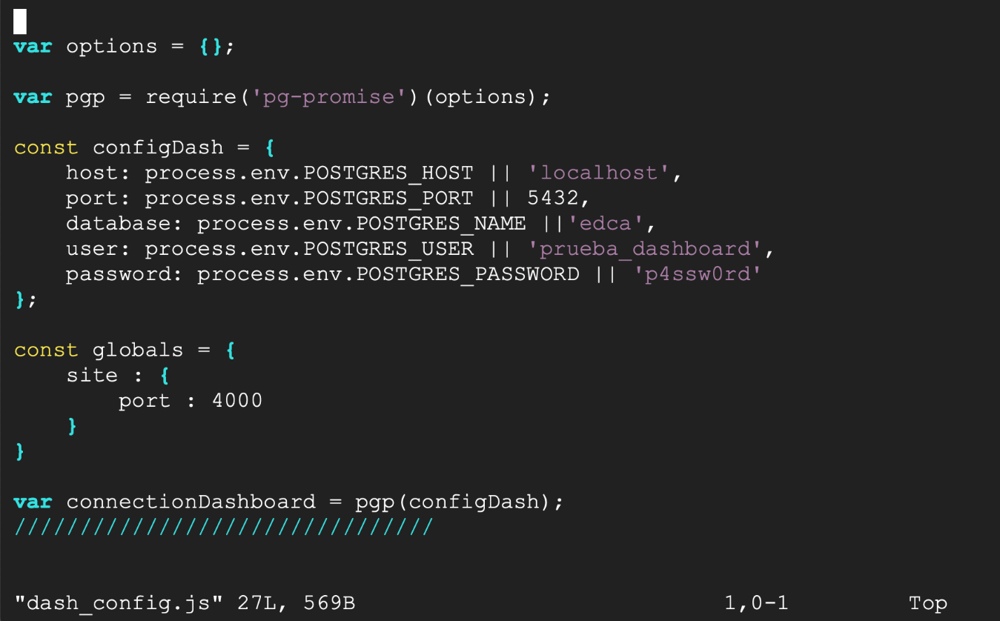 var options = {};
var pgp = require('pg-promise')(options);
const configDash = {
    host: process.env.POSTGRES_HOST || 'localhost',
    port: process.env.POSTGRES_PORT || 5432,
    database: process.env.POSTGRES_NAME ||'edca',
    user: process.env.POSTGRES_USER || 'prueba_dashboard',
    password: process.env.POSTGRES_PASSWORD || 'p4ssw0rd'
};
const globals = {
    site : {
        port : 4000
    }
}
var connectionDashboard = pgp(configDash);
////////////////////////////////
"dash_config.js" 27L, 569B 1,0-1 Top